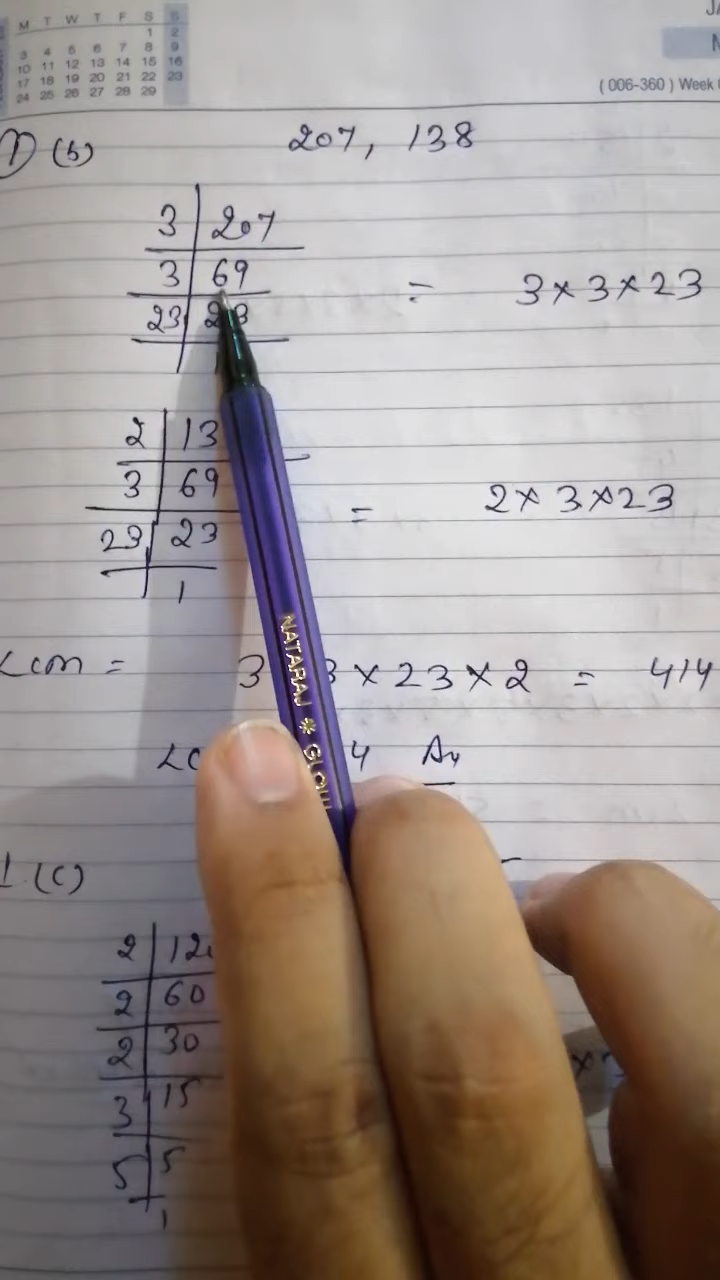 M T W T F S S
1 2
3 4 5 6 7 8 9
10 11 12 13 14 15 16
17 18 19 20 21 22 23
24 25 26 27 28 29
(006-360) Week
1 (b) 207, 138
3 | 207
3 | 69
23 | 23
= 3 × 3 × 23
2 | 13
3 | 69
23 | 23
1
= 2 × 3 × 23
LCM = 3 3 × 23 × 2 = 414
4
1 (C)
2 | 12
2 | 60
2 | 30
3 | 15
5 | 5
1
NATARAJ ✻ GLOW